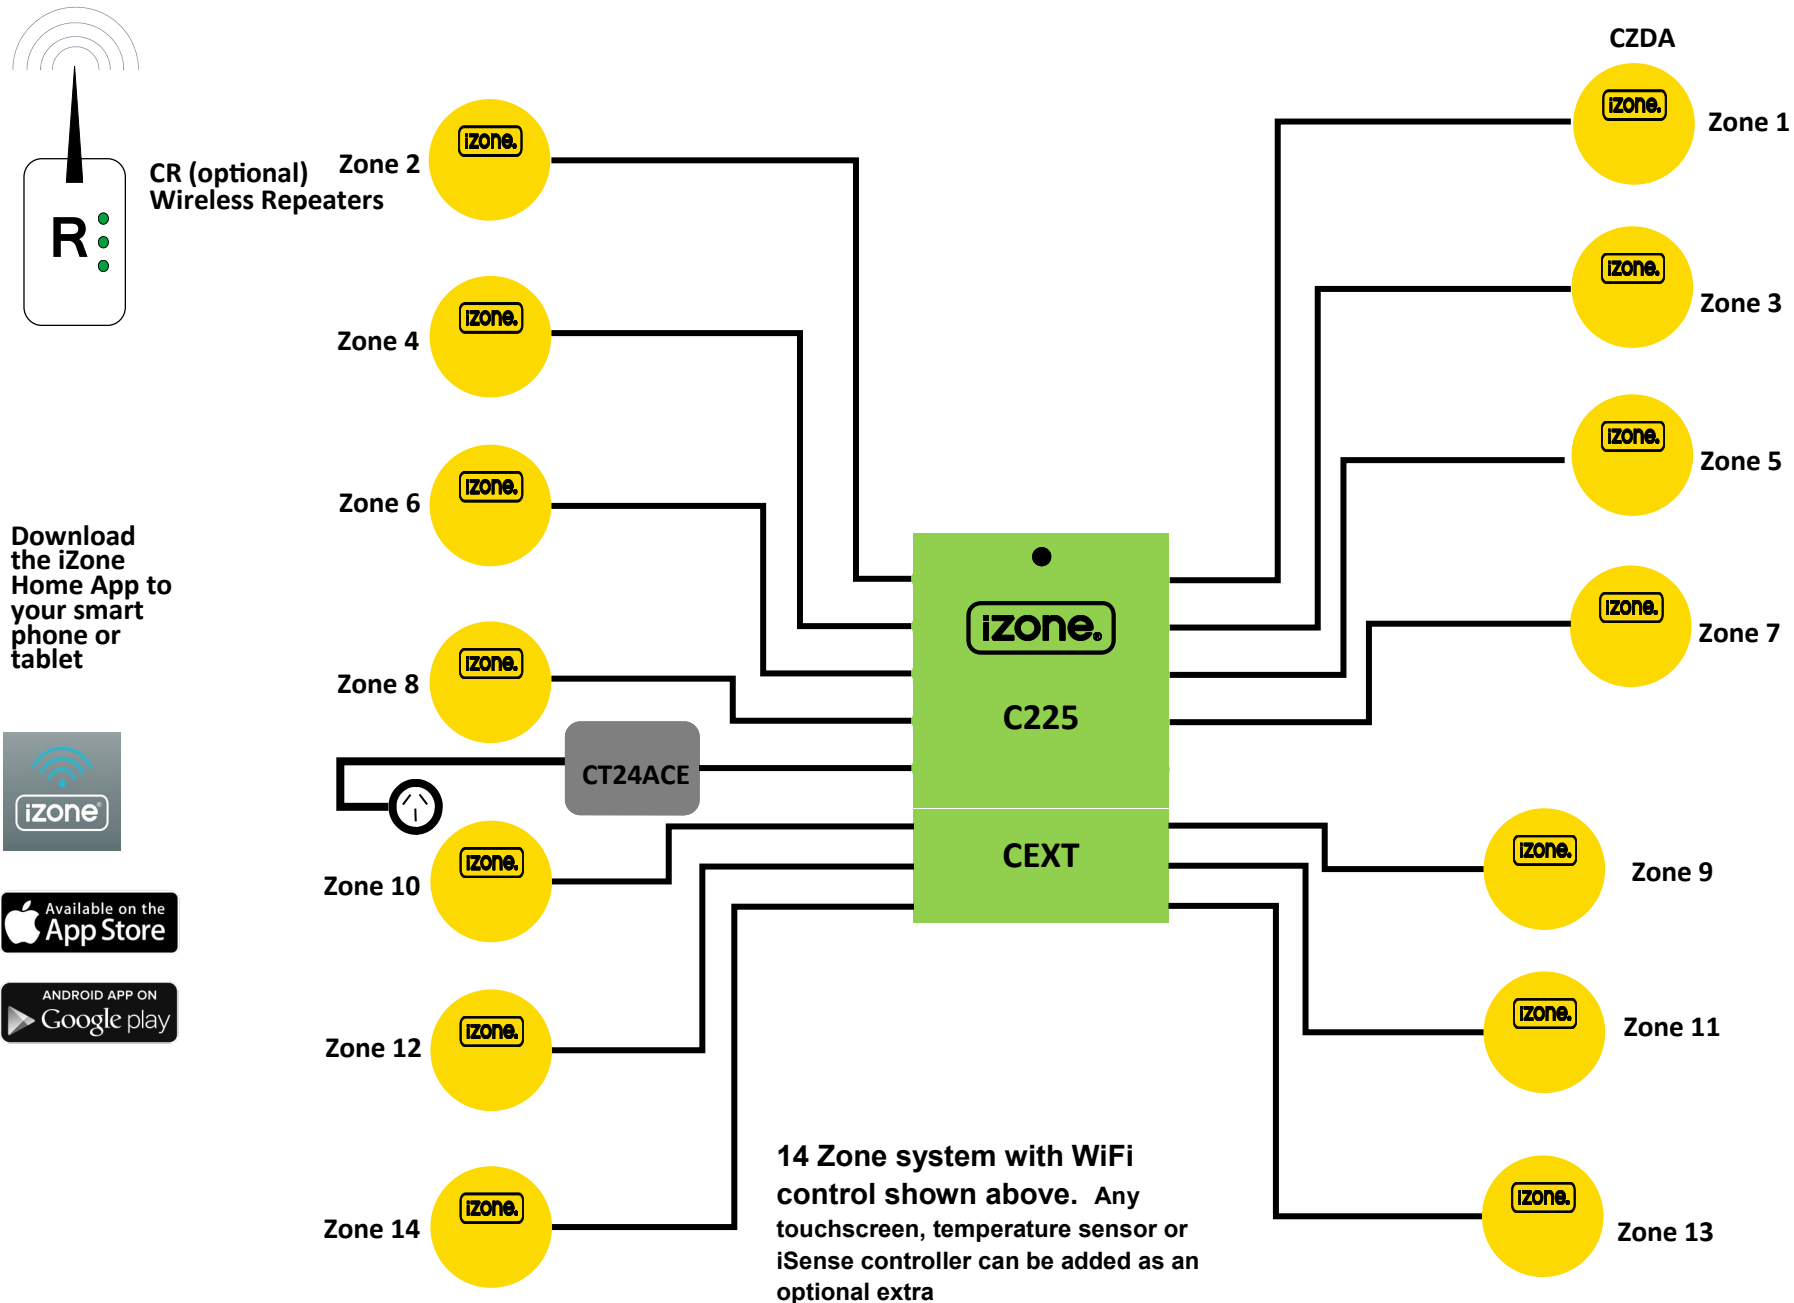 CZDA
izone.
Zone 1
izone.
Zone 2
CR (optional)
Wireless Repeaters
R
izone.
Zone 3
izone.
Zone 4
izone.
Zone 5
izone.
Zone 6
Download
the iZone
Home App to
your smart
phone or
tablet
izone.
Zone 7
izone.
Zone 8
izone.®
C225
CT24ACE
CEXT
izone®
Available on the
App Store
ANDROID APP ON
Google play
izone.
Zone 9
izone.
Zone 10
izone.
Zone 11
izone.
Zone 12
izone.
Zone 13
izone.
Zone 14
14 Zone system with WiFi
control shown above. Any
touchscreen, temperature sensor or
iSense controller can be added as an
optional extra